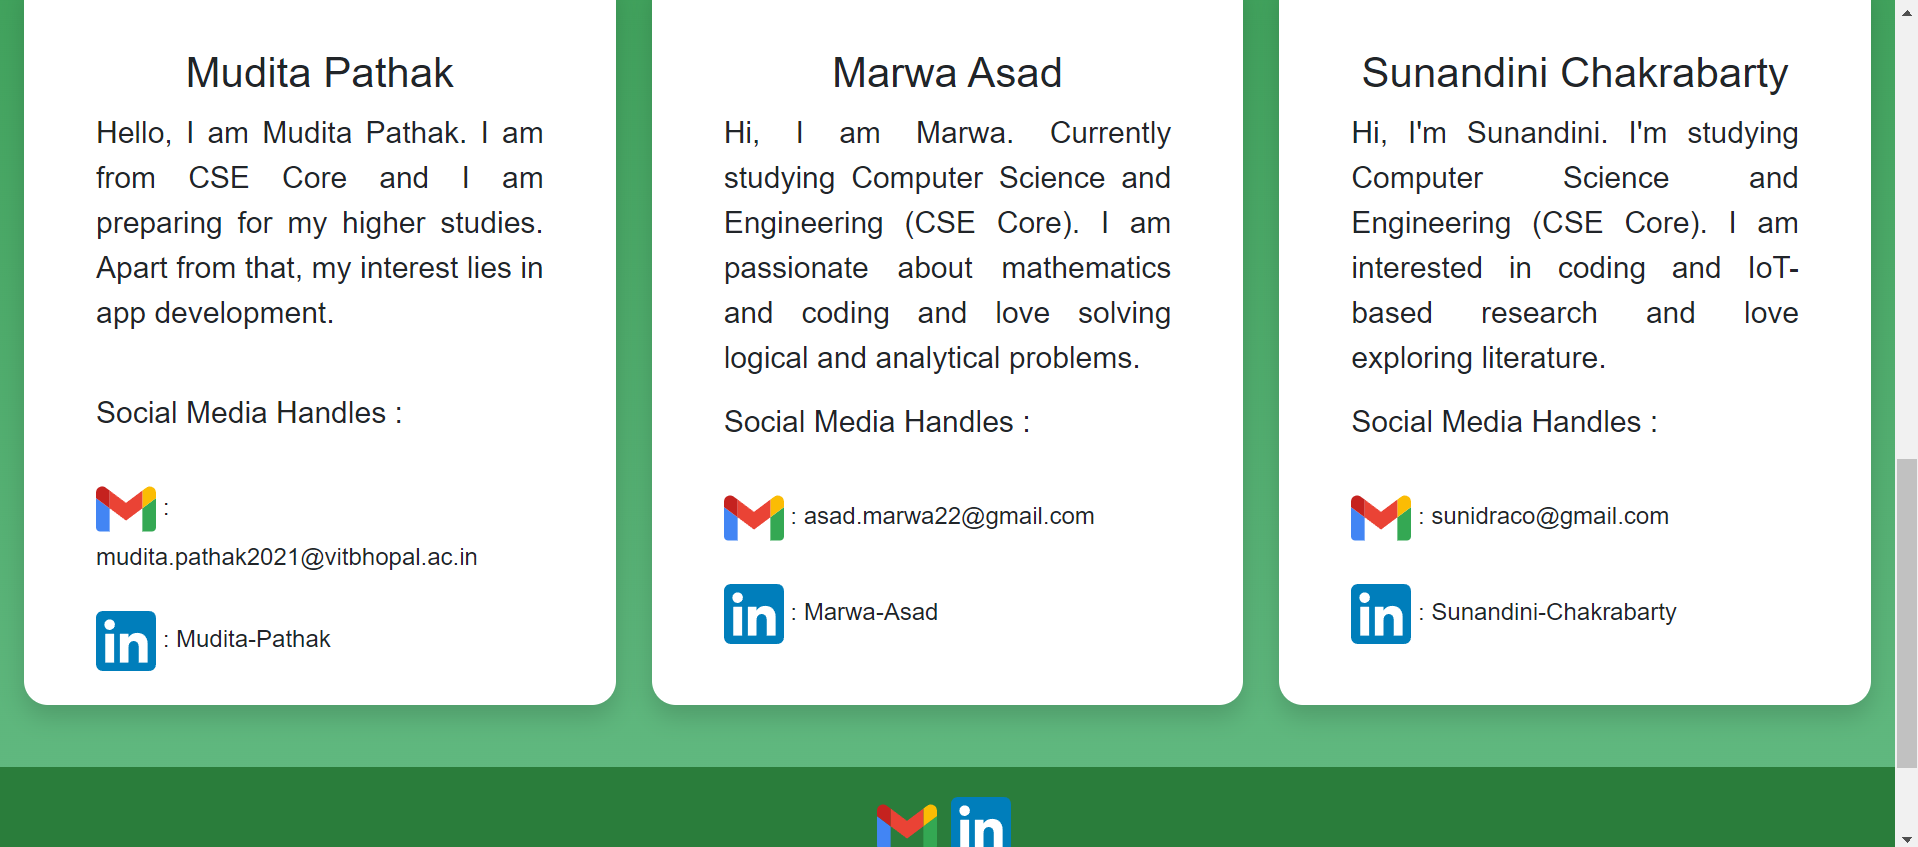 Mudita Pathak
Hello, I am Mudita Pathak. I am
from CSE Core and I am
preparing for my higher studies.
Apart from that, my interest lies in
app development.
Social Media Handles :
:
mudita.pathak2021@vitbhopal.ac.in
in : Mudita-Pathak
Marwa Asad
Hi, I am Marwa. Currently
studying Computer Science and
Engineering (CSE Core). I am
passionate about mathematics
and coding and love solving
logical and analytical problems.
Social Media Handles :
: asad.marwa22@gmail.com
in : Marwa-Asad
Sunandini Chakrabarty
Hi, I'm Sunandini. I'm studying
Computer Science and
Engineering (CSE Core). I am
interested in coding and IoT-
based research and love
exploring literature.
Social Media Handles :
: sunidraco@gmail.com
in : Sunandini-Chakrabarty
in